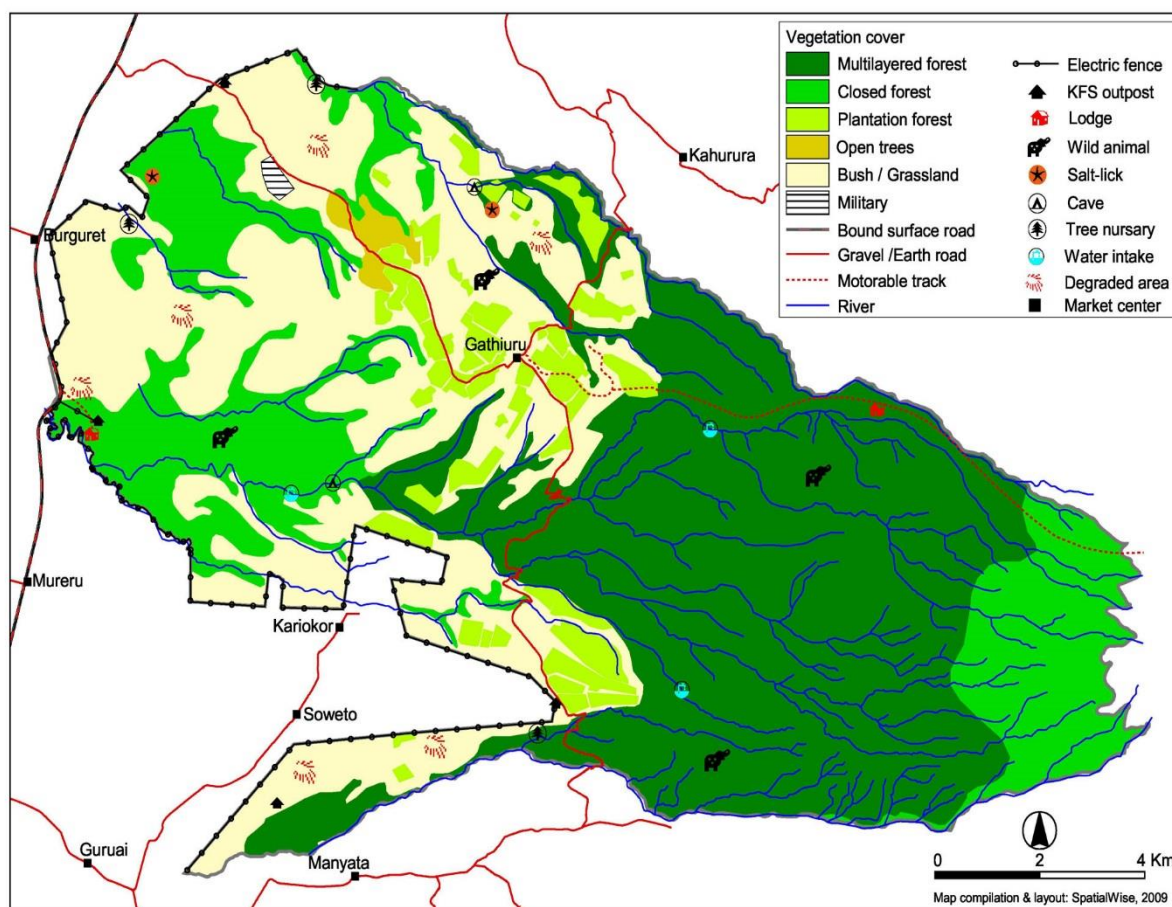 Vegetation cover
Multilayered forest
Closed forest
Plantation forest
Open trees
Bush / Grassland
Military
Bound surface road
Gravel /Earth road
Motorable track
River
Electric fence
KFS outpost
Lodge
Wild animal
Salt-lick
Cave
Tree nursary
Water intake
Degraded area
Market center
Kahurura
Burguret
Gathiuru
Mureru
Kariokor
Soweto
Guruai
Manyata
0 2 4 Km
Map compilation & layout: SpatialWise, 2009